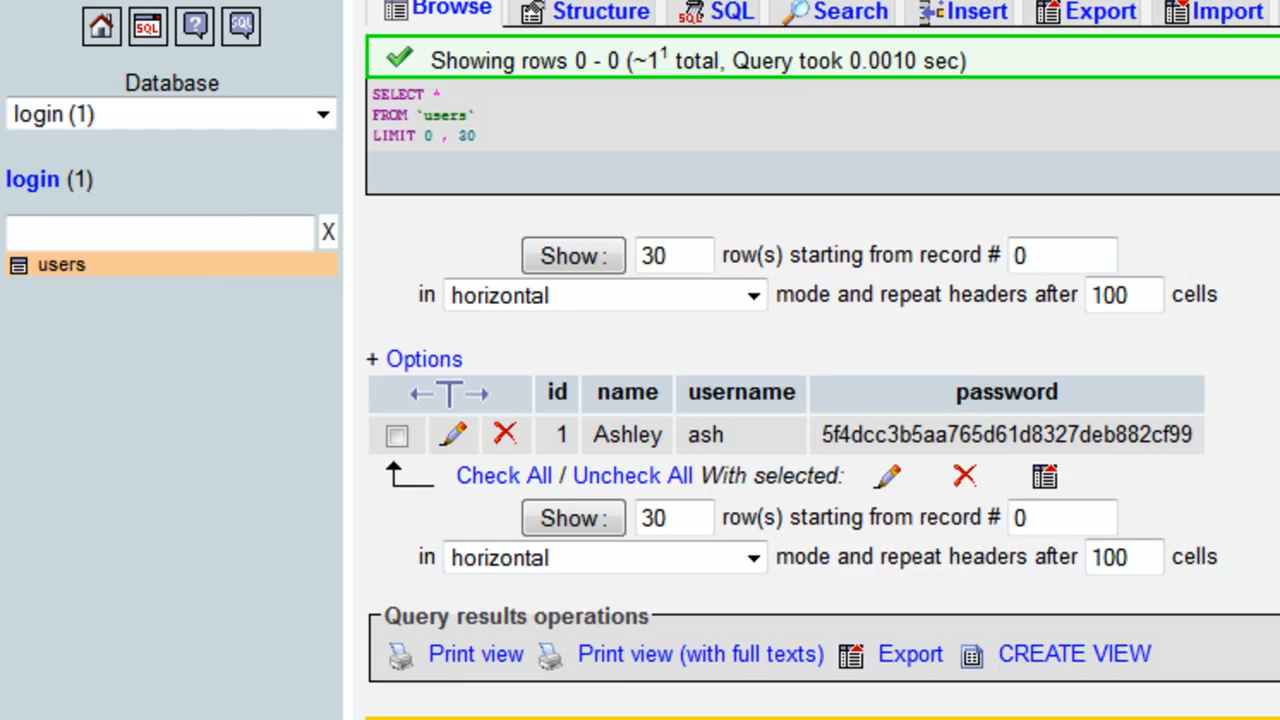 Browse Structure SQL Search Insert Export Import
SQL ? SQL
Database
login (1)
login (1)
X
users
Showing rows 0 - 0 (~1¹ total, Query took 0.0010 sec)
SELECT *
FROM `users`
LIMIT 0 , 30
Show : 30 row(s) starting from record # 0
in horizontal mode and repeat headers after 100 cells
+ Options
←T→ id name username password
1 Ashley ash 5f4dcc3b5aa765d61d8327deb882cf99
Check All / Uncheck All With selected:
Show : 30 row(s) starting from record # 0
in horizontal mode and repeat headers after 100 cells
Query results operations
Print view Print view (with full texts) Export CREATE VIEW